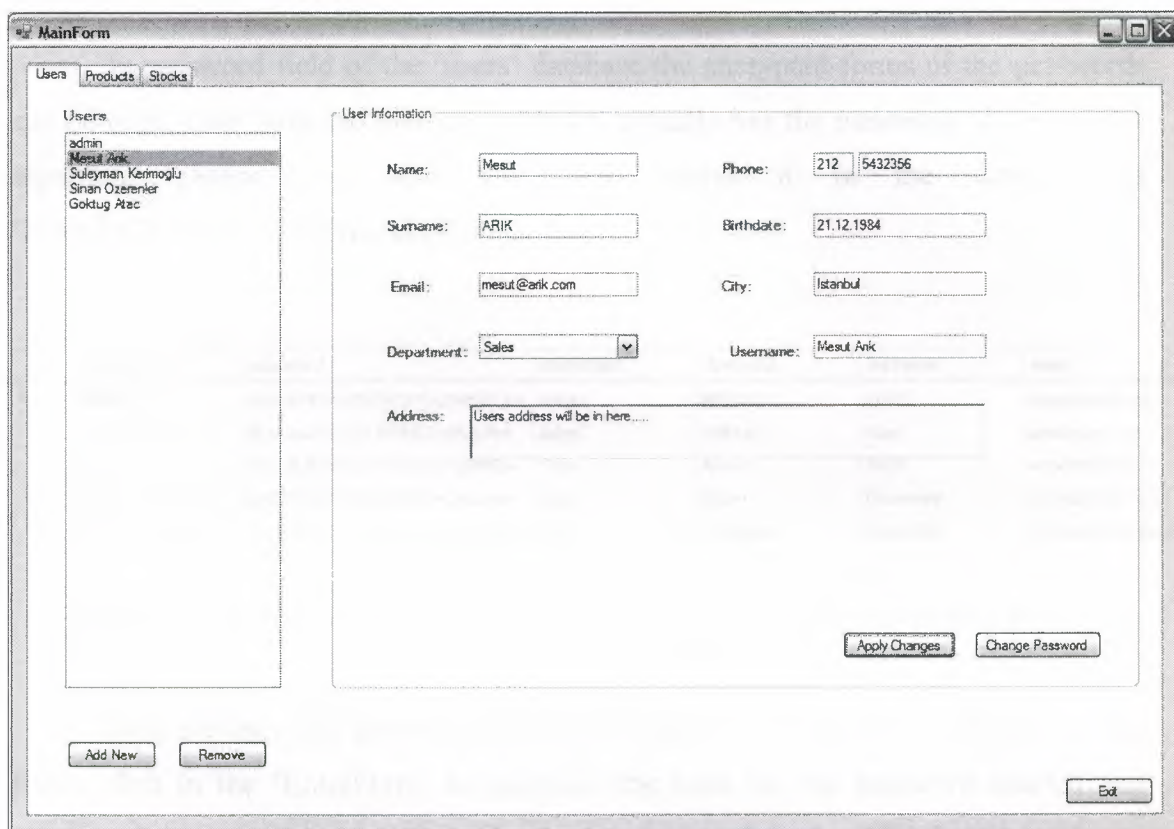 MainForm
Users Products Stocks
Users
admin
Mesut Arik
Suleyman Kerimoglu
Sinan Ozerenler
Goktug Atac
User Information
Name: Mesut Phone: 212 5432356
Surname: ARIK Birthdate: 21.12.1984
Email: mesut@arik.com City: Istanbul
Department: Sales Username: Mesut Arik
Address: Users address will be in here.....
Apply Changes Change Password
Add New Remove
Exit